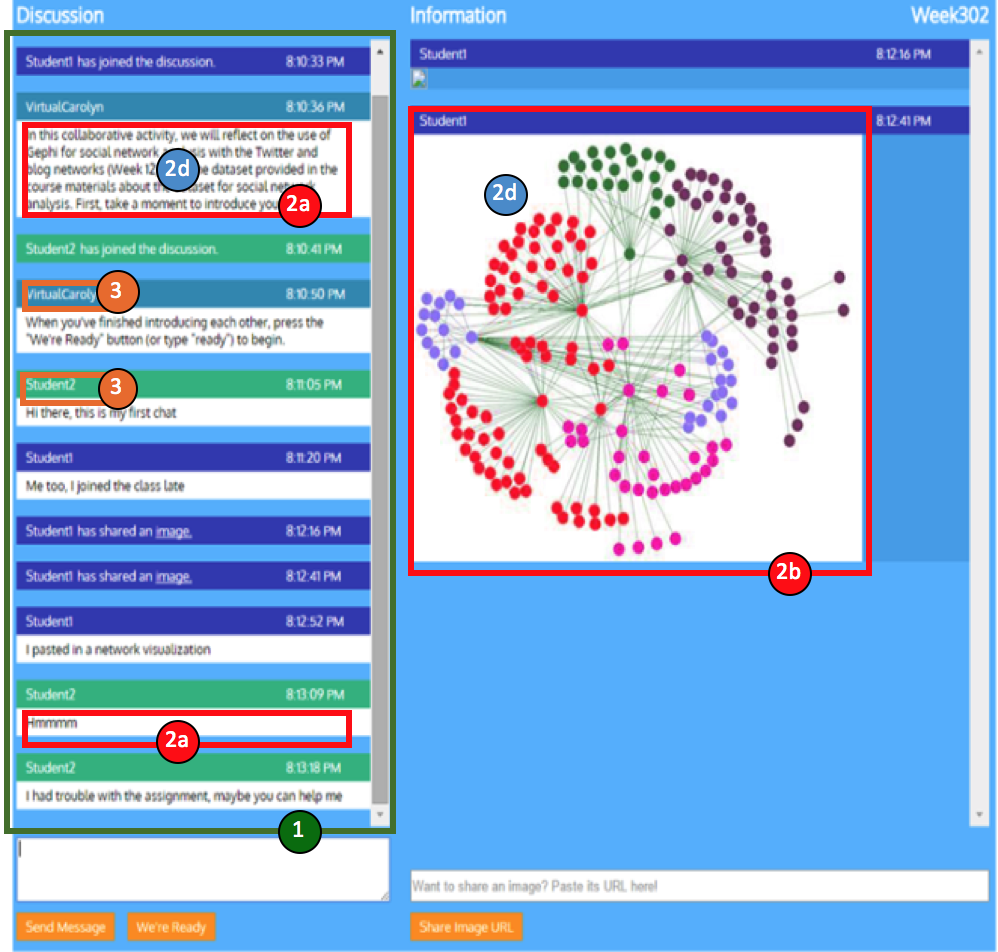 Discussion
Student1 has joined the discussion. 8:10:33 PM
VirtualCarolyn 8:10:36 PM
In this collaborative activity, we will reflect on the use of
Gephi for social network with the Twitter and
blog networks (Week 12 dataset provided in the
course materials about the for social
analysis. First, take a moment to introduce
2d
2a
Student2 has joined the discussion. 8:10:41 PM
3 8:10:50 PM
When you've finished introducing each other, press the
"We're Ready" button (or type "ready") to begin.
Student2 3 8:11:05 PM
Hi there, this is my first chat
Student1 8:11:20 PM
Me too, I joined the class late
Student1 has shared an image. 8:12:16 PM
Student1 has shared an image. 8:12:41 PM
Student1 8:12:52 PM
I pasted in a network visualization
Student2 8:13:09 PM
Hmmmm
2a
Student2 8:13:18 PM
I had trouble with the assignment, maybe you can help me
1
Send Message We're Ready
Information Week302
Student1 8:12:16 PM
Student1 8:12:41 PM
2d
2b
Want to share an image? Paste its URL here!
Share Image URL